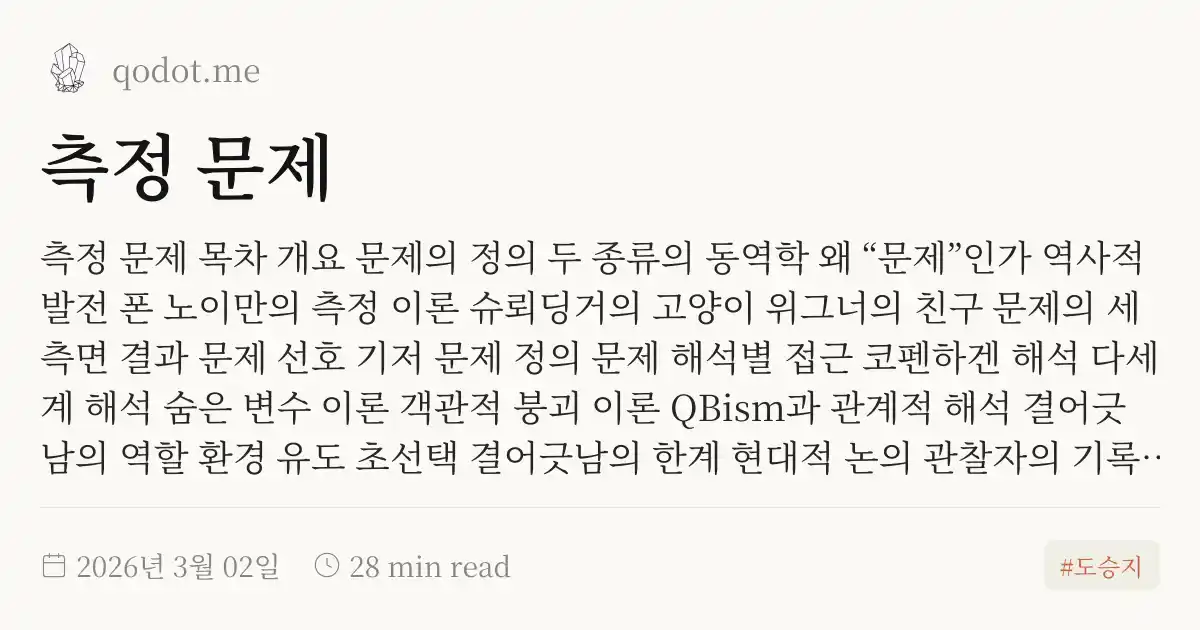 qodot.me
측정 문제
측정 문제 목차 개요 문제의 정의 두 종류의 동역학 왜 “문제”인가 역사적
발전 폰 노이만의 측정 이론 슈뢰딩거의 고양이 위그너의 친구 문제의 세
측면 결과 문제 선호 기저 문제 정의 문제 해석별 접근 코펜하겐 해석 다세
계 해석 숨은 변수 이론 객관적 붕괴 이론 QBism과 관계적 해석 결어긋
남의 역할 환경 유도 초선택 결어긋남의 한계 현대적 논의 관찰자의 기록··
2026년 3월 02일 28 min read
#도승지